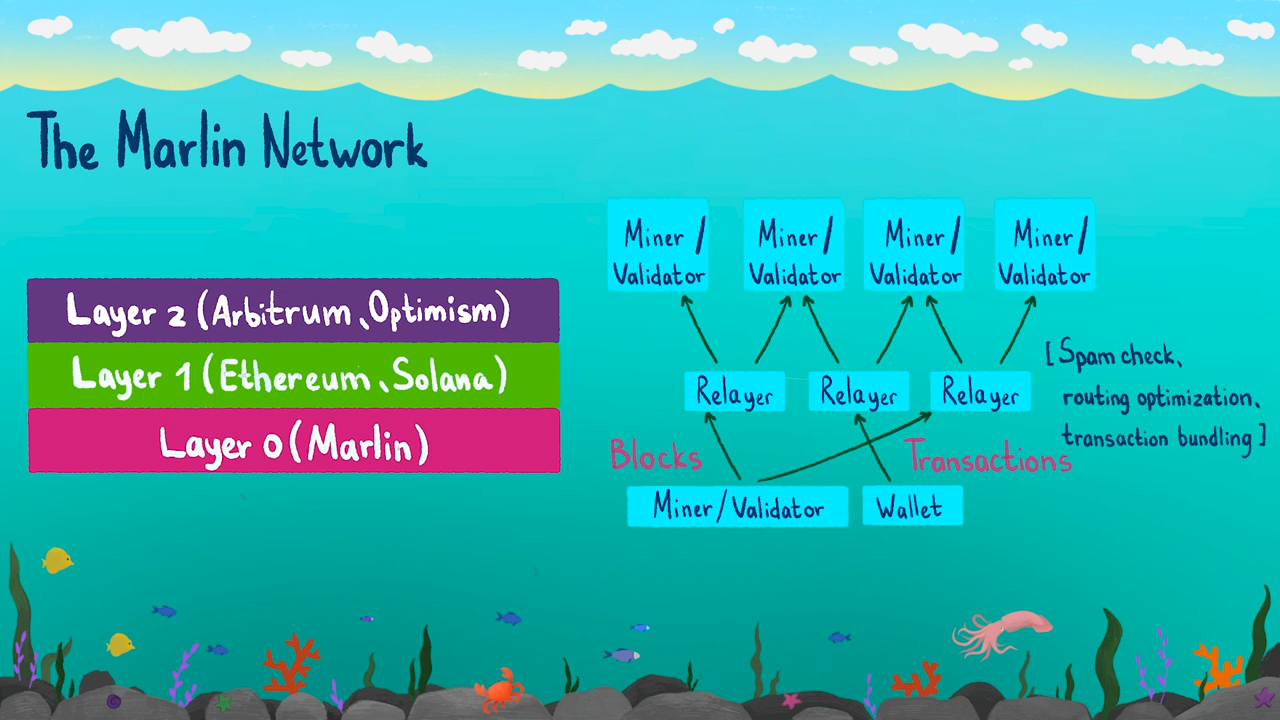 The Marlin Network
Layer 2 (Arbitrum、Optimism)
Layer 1 (Ethereum、Solana)
Layer 0 (Marlin)
Miner /
Validator
Miner /
Validator
Miner /
Validator
Miner /
Validator
Relayer
Relayer
Relayer
[Spam check、
routing optimization、
transaction bundling]
Blocks
Transactions
Miner/Validator
Wallet